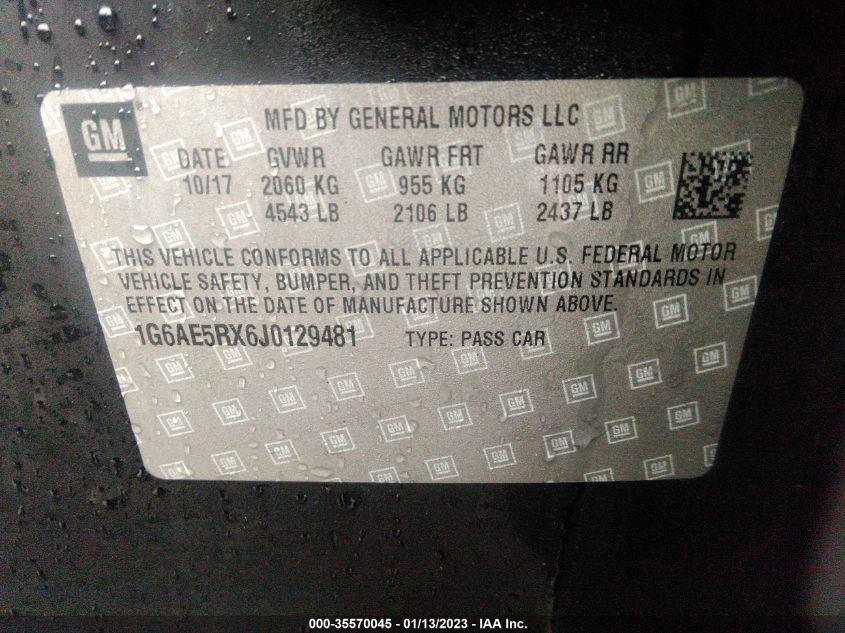 GM
MFD BY GENERAL MOTORS LLC
DATE GVWR GAWR FRT GAWR RR
10/17 2060 KG 955 KG 1105 KG
4543 LB 2106 LB 2437 LB
THIS VEHICLE CONFORMS TO ALL APPLICABLE U.S. FEDERAL MOTOR
VEHICLE SAFETY, BUMPER, AND THEFT PREVENTION STANDARDS IN
EFFECT ON THE DATE OF MANUFACTURE SHOWN ABOVE.
1G6AE5RX6J0129481 TYPE: PASS CAR
000-35570045 - 01/13/2023 - IAA Inc.